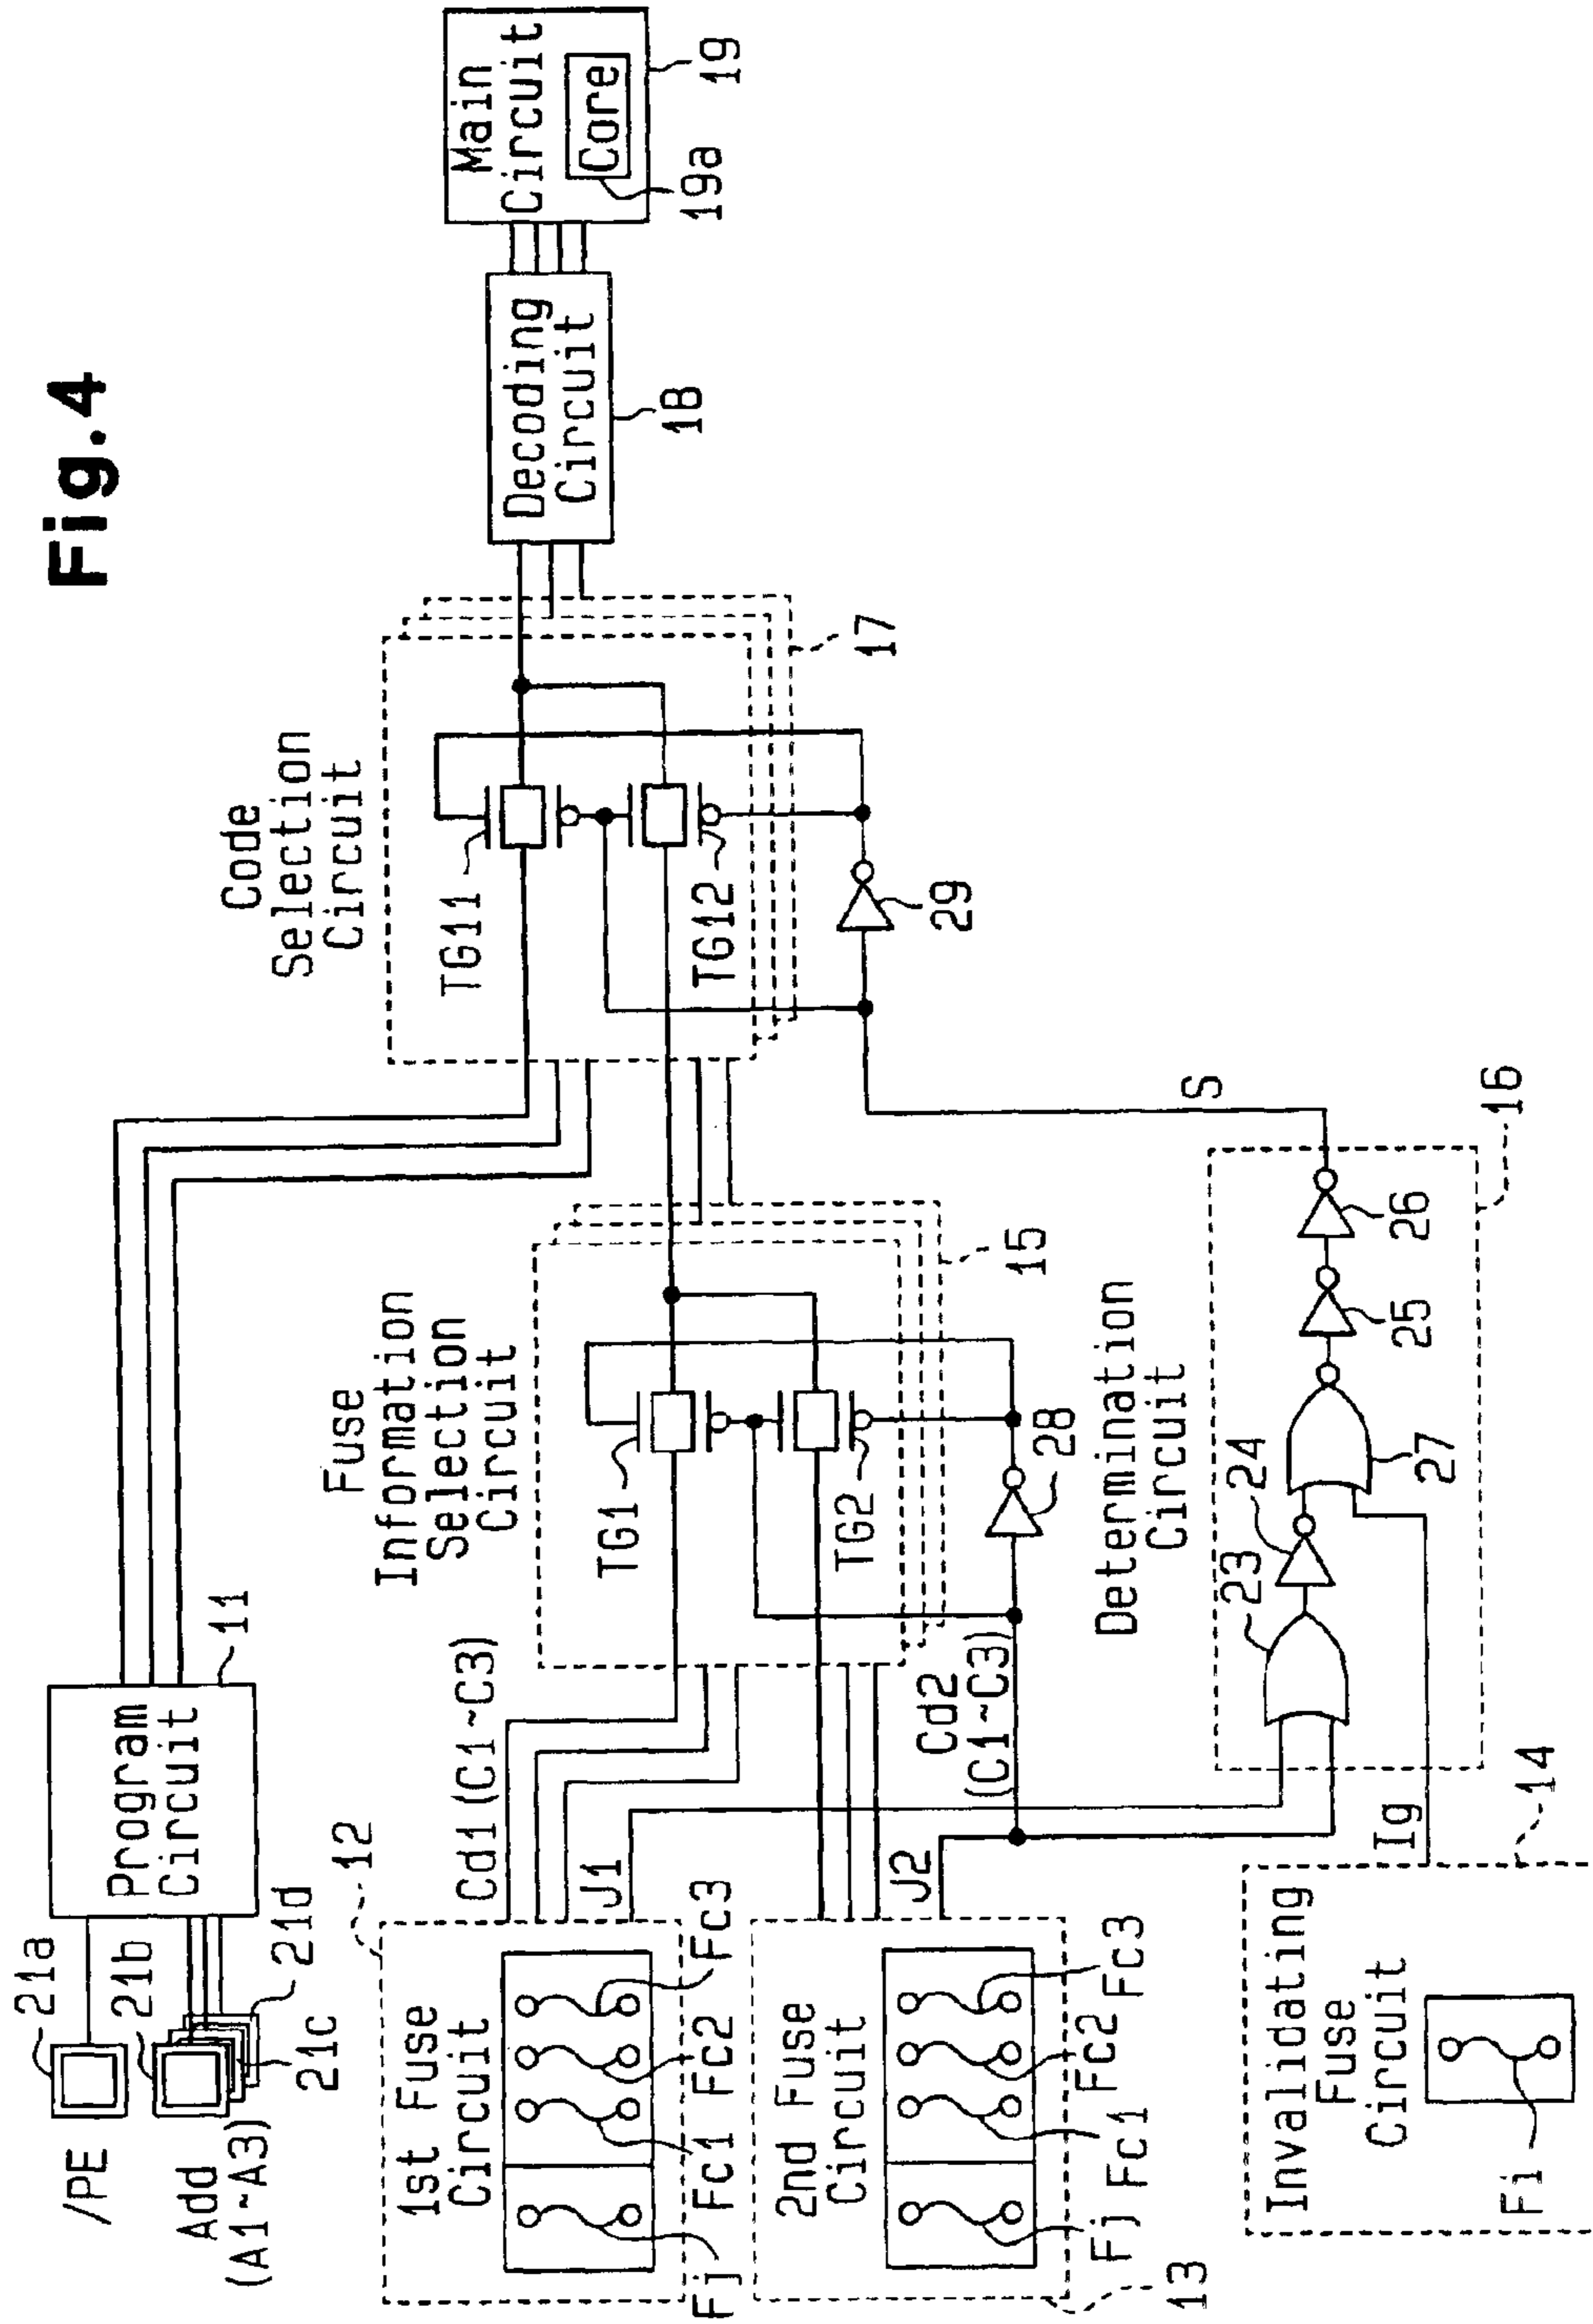 Fig.4
/PE
21a
Add
(A1~A3)
21b
21c
21d
Program
Circuit
11
Main
Circuit
Core
19
19a
Decoding
Circuit
18
Code
Selection
Circuit
TG11
TG12
17
29
S
Fuse
Information
Selection
Circuit
TG1
TG2
15
28
Cd1(C1~C3)
J1
Cd2
(C1~C3)
J2
12
1st Fuse
Circuit
Fj
Fc1
Fc2
Fc3
2nd Fuse
Circuit
Fj
Fc1
Fc2
Fc3
13
Determination
Circuit
23
24
27
25
26
16
Ig
Invalidating
Fuse
Circuit
Fi
14